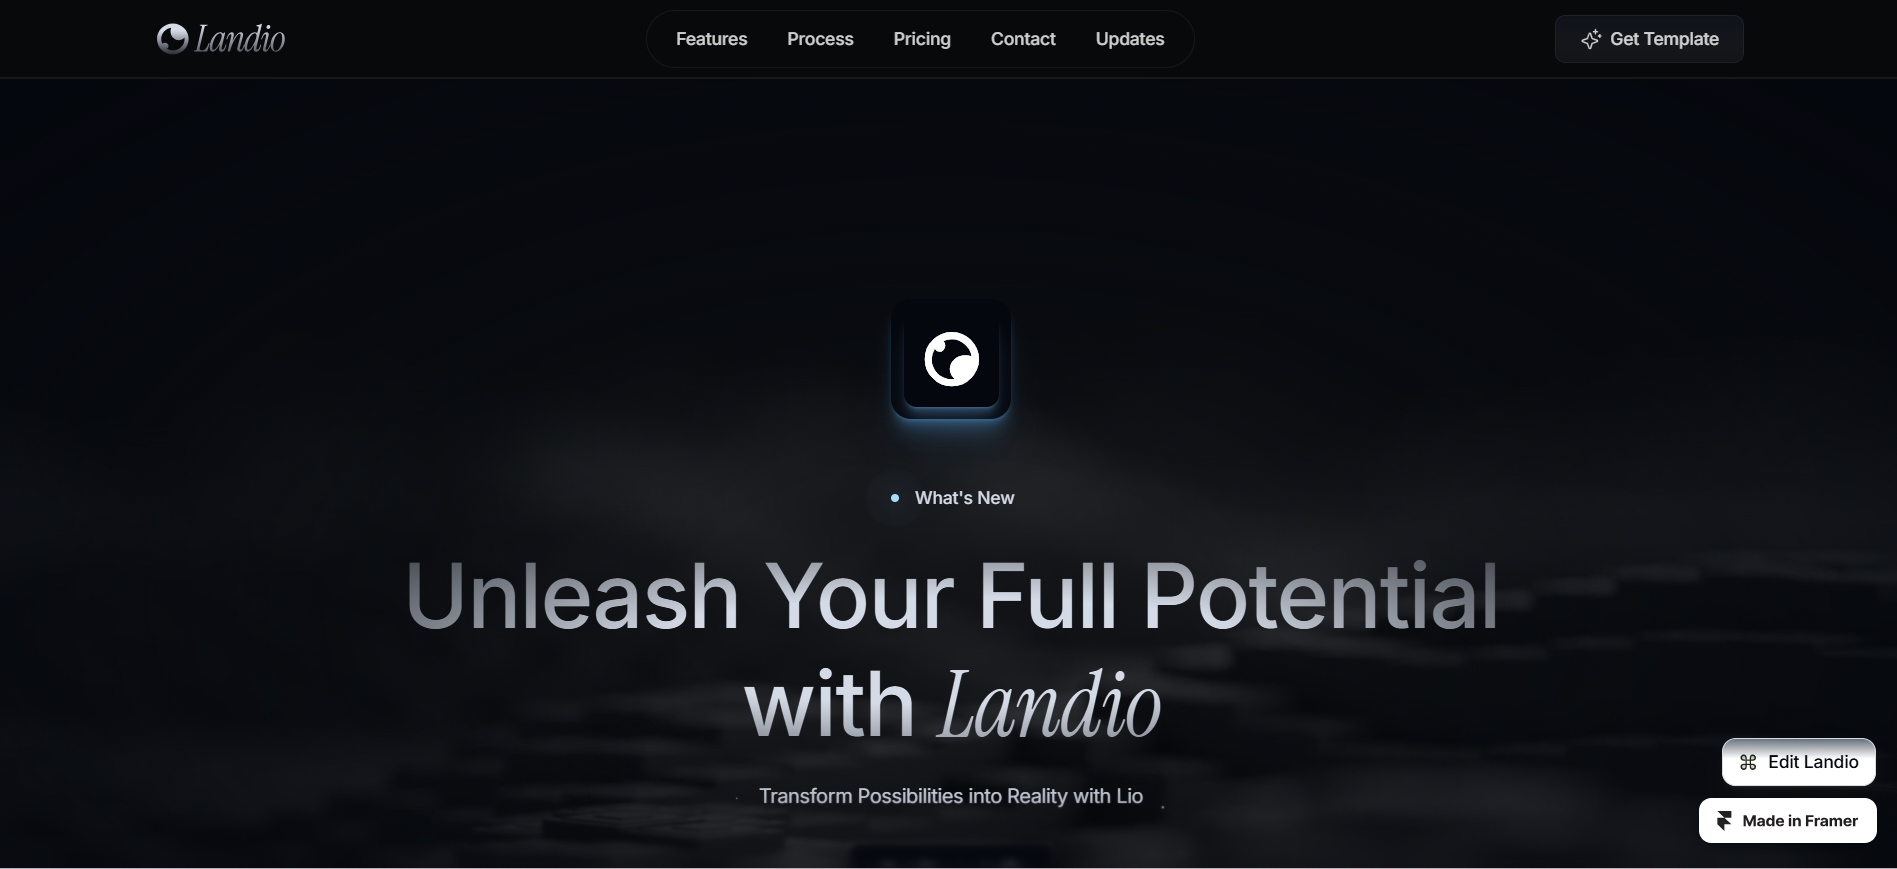 Landio
Features
Process
Pricing
Contact
Updates
Get Template
What's New
Unleash Your Full Potential
with Landio
Transform Possibilities into Reality with Lio
Edit Landio
Made in Framer